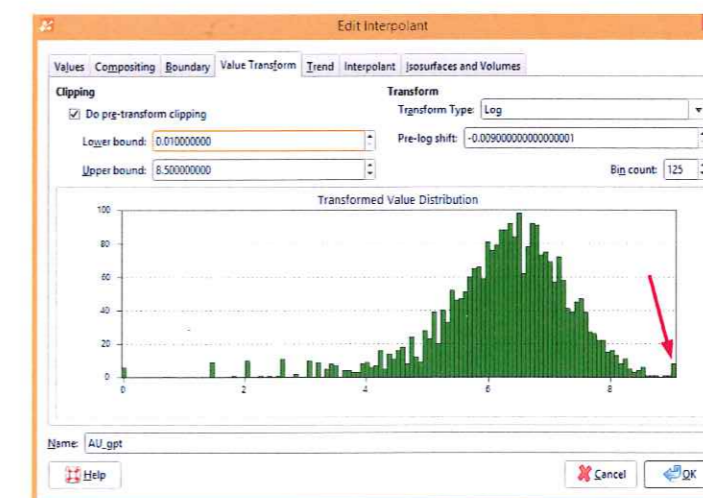 Edit Interpolant
Values Compositing Boundary Value Transform Trend Interpolant Isosurfaces and Volumes
Clipping
Transform
Do pre-transform clipping
Transform Type: Log
Lower bound: 0.010000000
Pre-log shift: -0.009000000000000001
Upper bound: 8.500000000
Bin count: 125
Transformed Value Distribution
100
80
60
40
20
0
0 2 4 6 8
Name: AU_gpt
Help
Cancel
OK